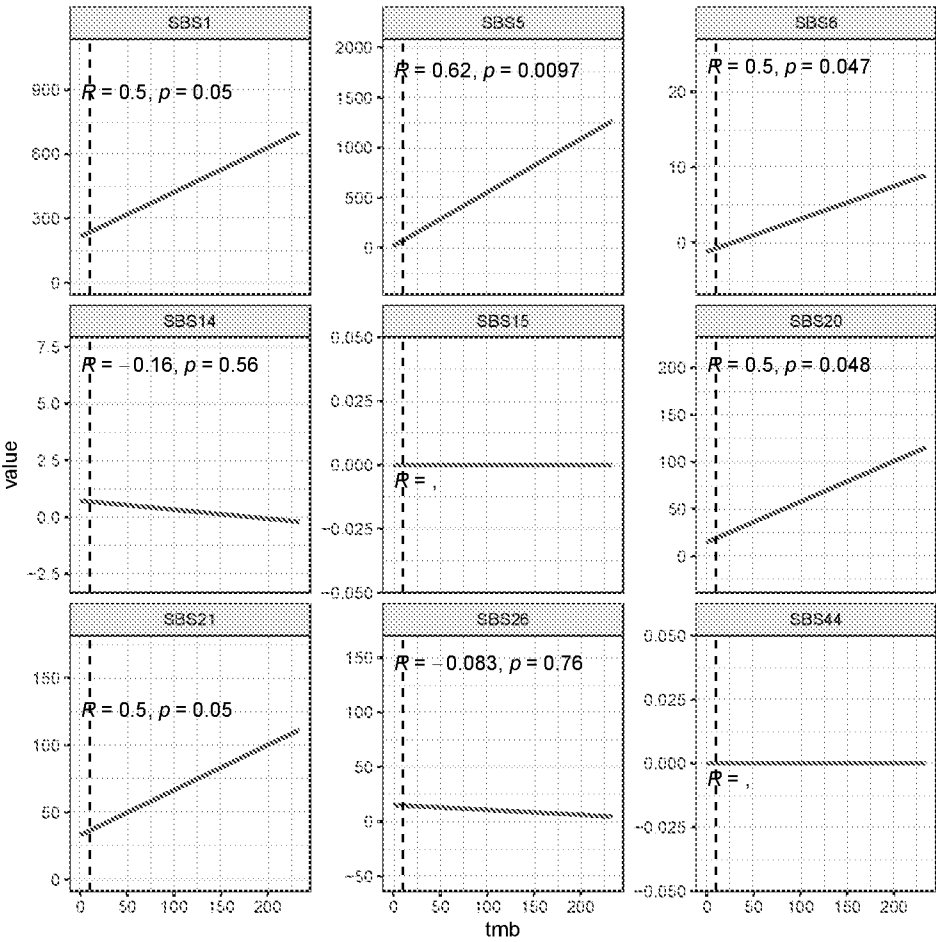 SBS1 SBS5 SBS6
R = 0.5, p = 0.05
R = 0.62, p = 0.0097
R = 0.5, p = 0.047
900
600
300
0
2000
1500
1000
500
0
20
10
0
SBS14 SBS15 SBS20
R = −0.16, p = 0.56
R = ,
R = 0.5, p = 0.048
7.5
5.0
2.5
0.0
−2.5
0.050
0.025
0.000
−0.025
−0.050
200
150
100
50
0
value
SBS21 SBS26 SBS44
R = 0.5, p = 0.05
R = −0.083, p = 0.76
R = ,
150
100
50
0
150
100
50
0
−50
0.050
0.025
0.000
−0.025
−0.050
0 50 100 150 200 0 50 100 150 200 0 50 100 150 200
tmb